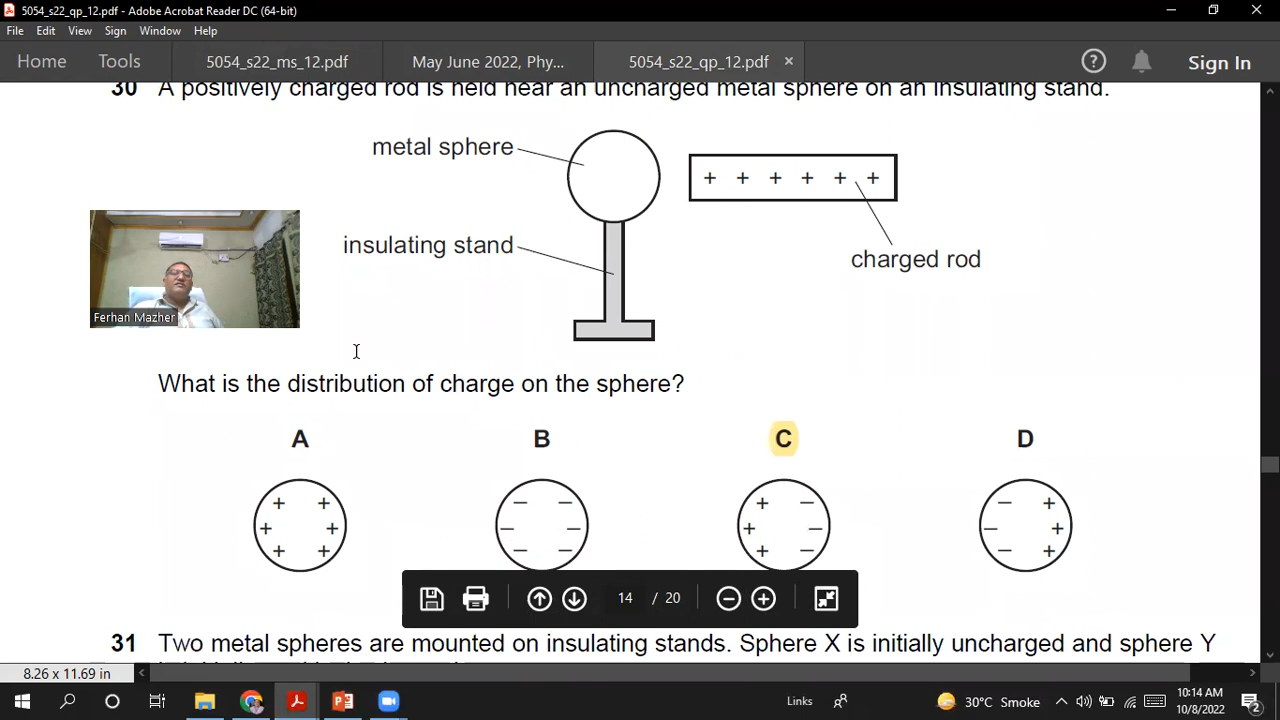 5054_s22_qp_12.pdf - Adobe Acrobat Reader DC (64-bit)
File Edit View Sign Window Help
Home Tools 5054_s22_ms_12.pdf May June 2022, Phy... 5054_s22_qp_12.pdf × Sign In
30 A positively charged rod is held near an uncharged metal sphere on an insulating stand.
metal sphere
+ + + + + +
insulating stand
charged rod
Ferhan Mazher
What is the distribution of charge on the sphere?
A B C D
+ + – – + – – +
+ + – – + – – +
+ + – – + – – +
14 / 20
31 Two metal spheres are mounted on insulating stands. Sphere X is initially uncharged and sphere Y
8.26 x 11.69 in
Links 30°C Smoke 10:14 AM
10/8/2022
2